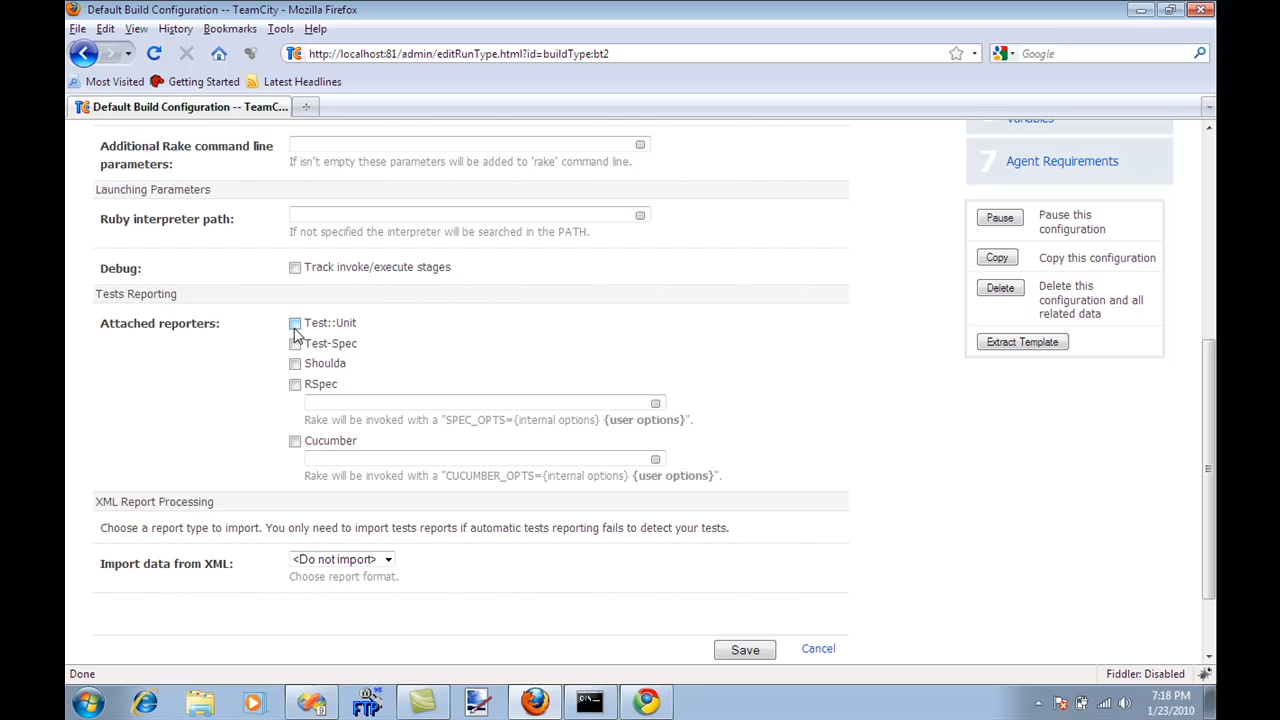 Default Build Configuration -- TeamCity - Mozilla Firefox
File Edit View History Bookmarks Tools Help
TC http://localhost:81/admin/editRunType.html?id=buildType:bt2
Google
Most Visited Getting Started Latest Headlines
TC Default Build Configuration -- TeamC...
Variables
Additional Rake command line
parameters:
If isn't empty these parameters will be added to 'rake' command line.
7 Agent Requirements
Launching Parameters
Ruby interpreter path:
If not specified the interpreter will be searched in the PATH.
Pause
Pause this
configuration
Copy
Copy this configuration
Debug:
Track invoke/execute stages
Delete
Delete this
configuration and all
related data
Tests Reporting
Attached reporters:
Test::Unit
Extract Template
Test-Spec
Shoulda
RSpec
Rake will be invoked with a "SPEC_OPTS={internal options} {user options}".
Cucumber
Rake will be invoked with a "CUCUMBER_OPTS={internal options} {user options}".
XML Report Processing
Choose a report type to import. You only need to import tests reports if automatic tests reporting fails to detect your tests.
Import data from XML:
<Do not import>
Choose report format.
Save
Cancel
Done
Fiddler: Disabled
FTP
7:18 PM
1/23/2010